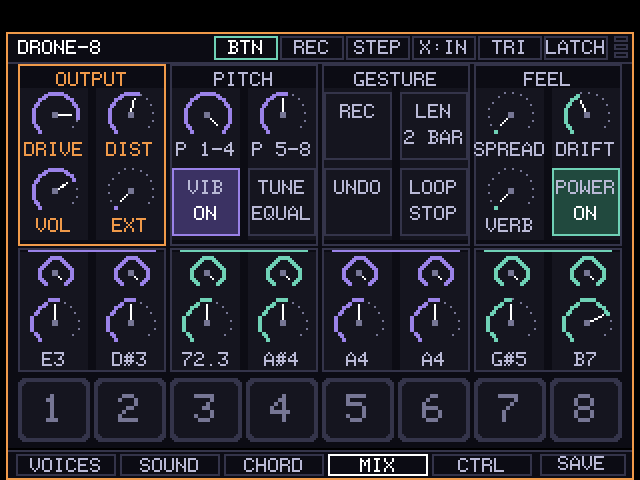 DRONE-8 BTN REC STEP X:IN TRI LATCH
OUTPUT PITCH GESTURE FEEL
REC LEN
2 BAR
DRIVE DIST P 1-4 P 5-8 SPREAD DRIFT
VIB TUNE UNDO LOOP POWER
ON EQUAL STOP ON
VOL EXT VERB
E3 D#3 72.3 A#4 A4 A4 G#5 B7
1 2 3 4 5 6 7 8
VOICES SOUND CHORD MIX CTRL SAVE